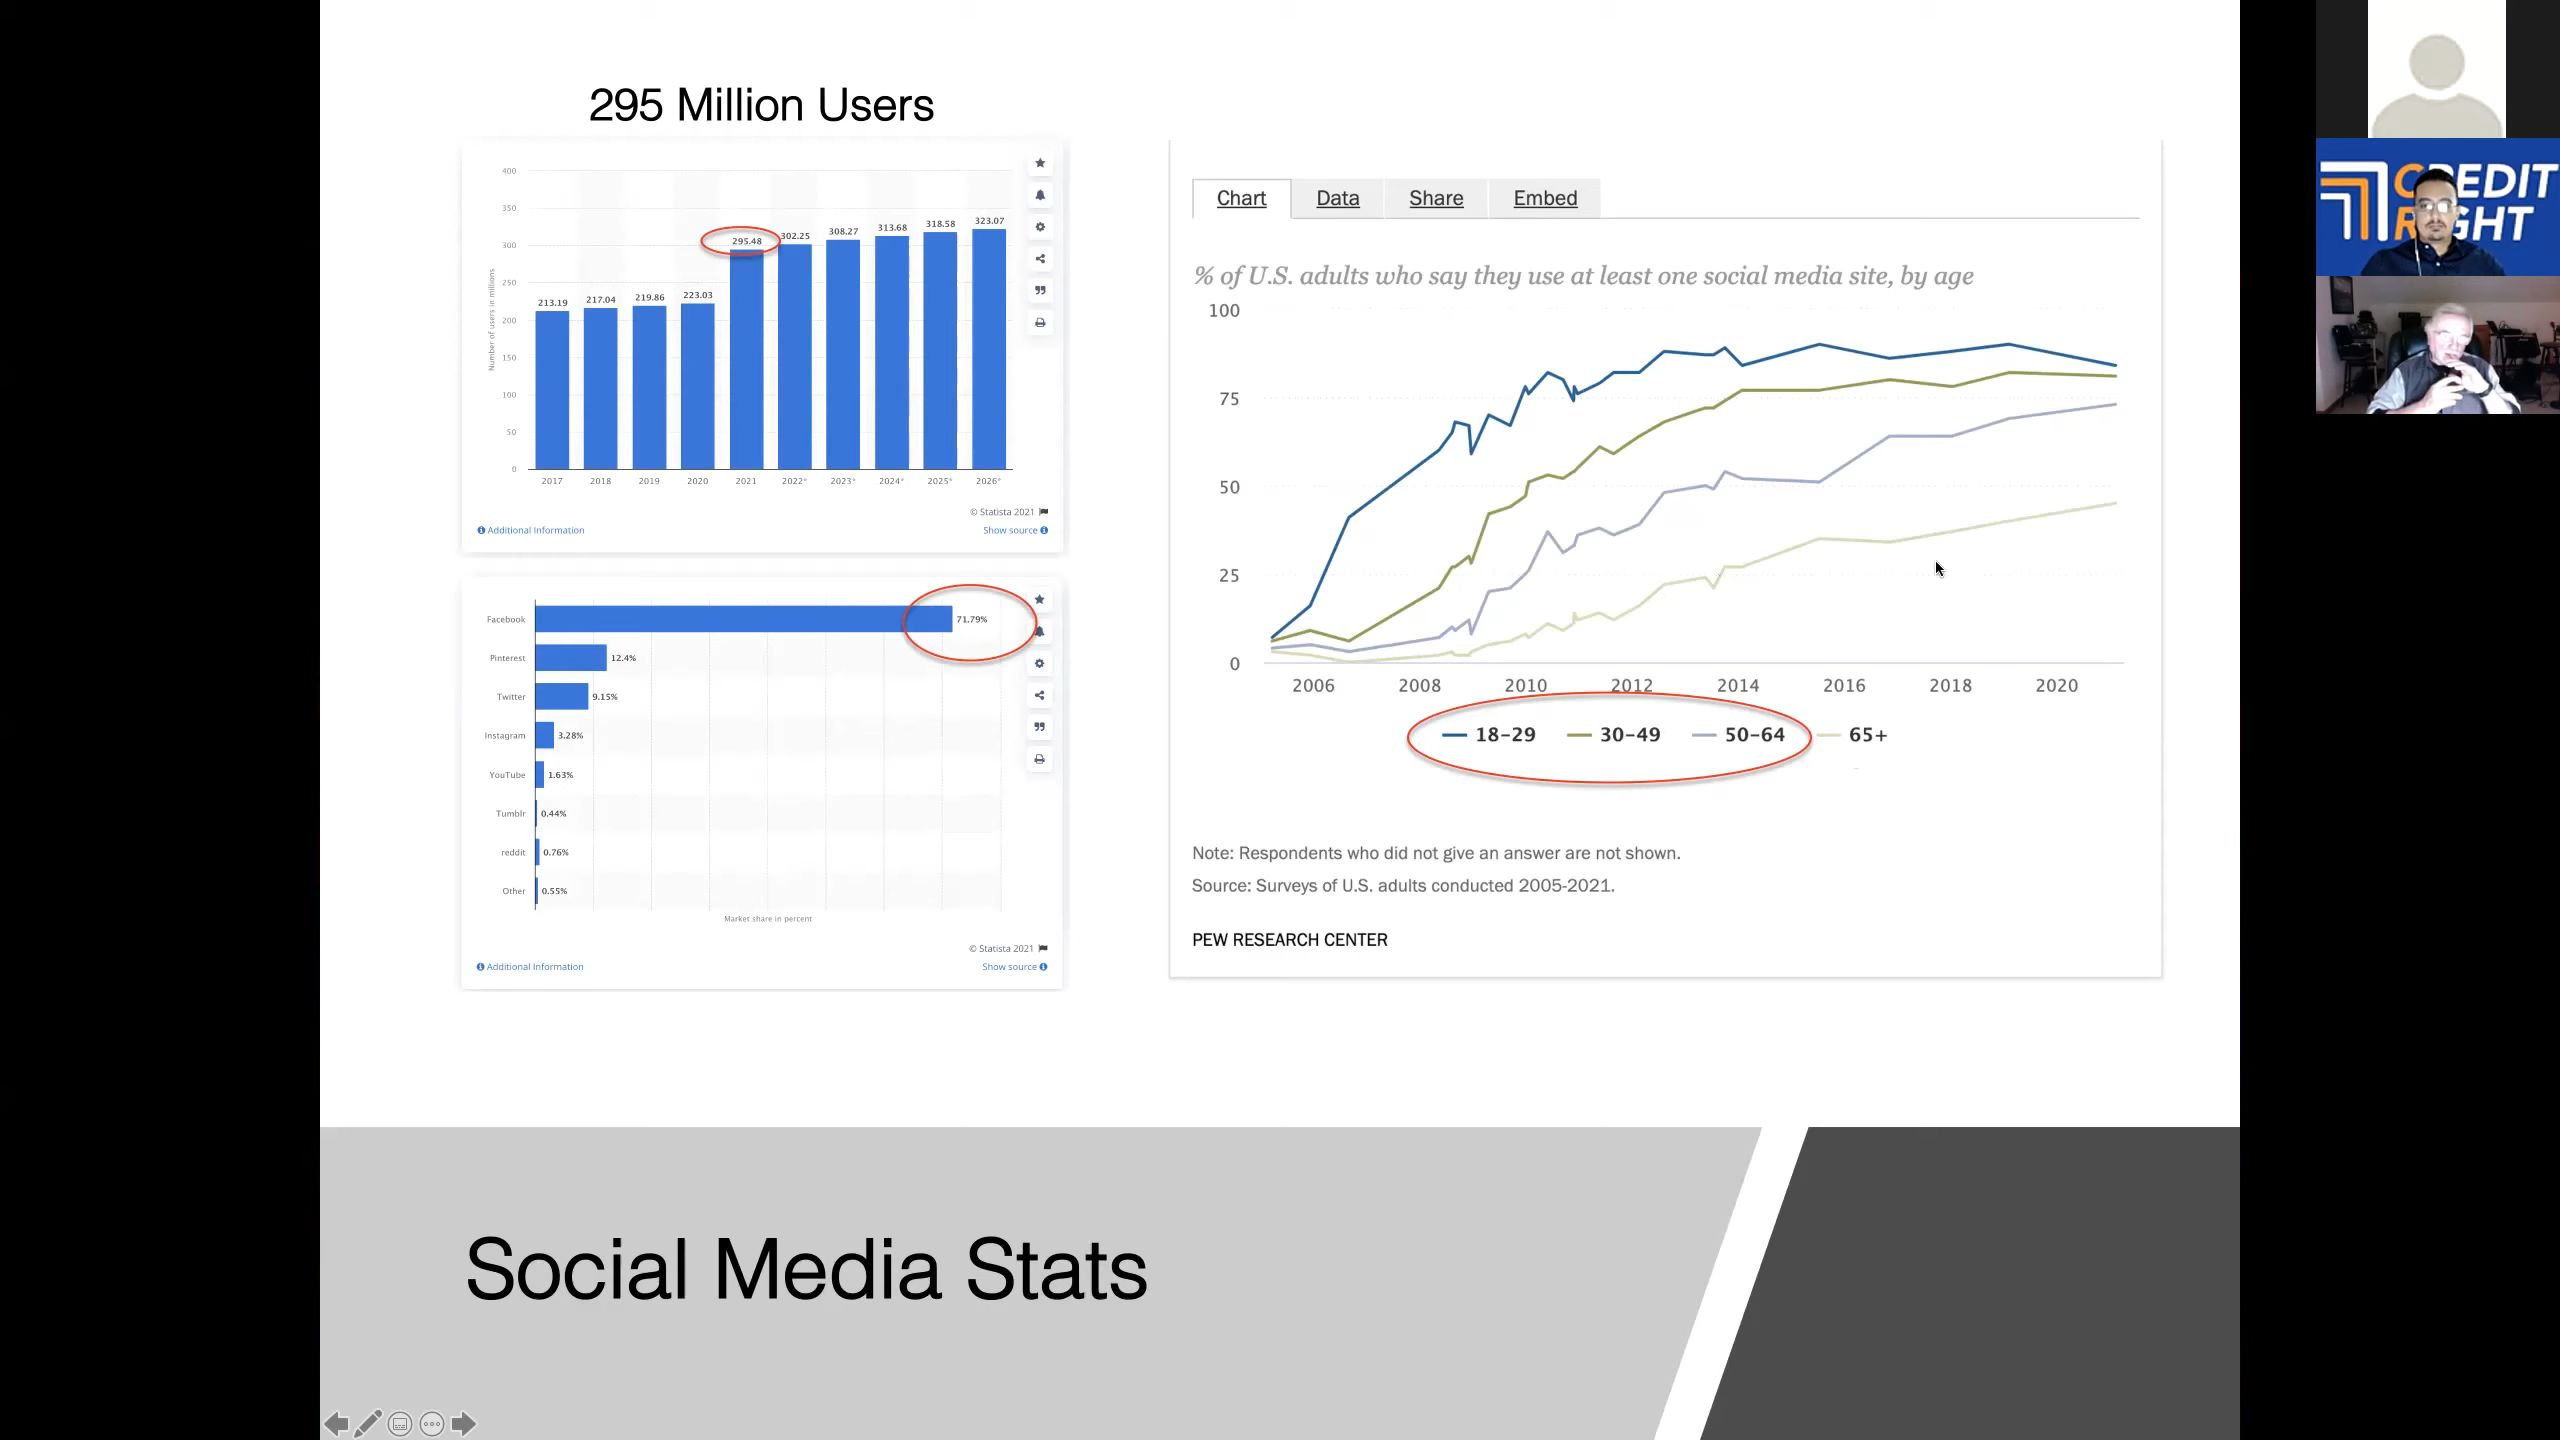 295 Million Users
400
350
300
250
200
150
100
50
0
Number of users in millions
213.19
217.04
219.86
223.03
295.48
302.25
308.27
313.68
318.58
323.07
2017
2018
2019
2020
2021
2022*
2023*
2024*
2025*
2026*
© Statista 2021
Additional Information
Show source
Facebook 71.79%
Pinterest 12.4%
Twitter 9.15%
Instagram 3.28%
YouTube 1.63%
Tumblr 0.44%
reddit 0.76%
Other 0.55%
Market share in percent
© Statista 2021
Additional Information
Show source
Chart Data Share Embed
% of U.S. adults who say they use at least one social media site, by age
100
75
50
25
0
2006 2008 2010 2012 2014 2016 2018 2020
18–29 30–49 50–64 65+
Note: Respondents who did not give an answer are not shown.
Source: Surveys of U.S. adults conducted 2005-2021.
PEW RESEARCH CENTER
Social Media Stats
CREDIT
RIGHT